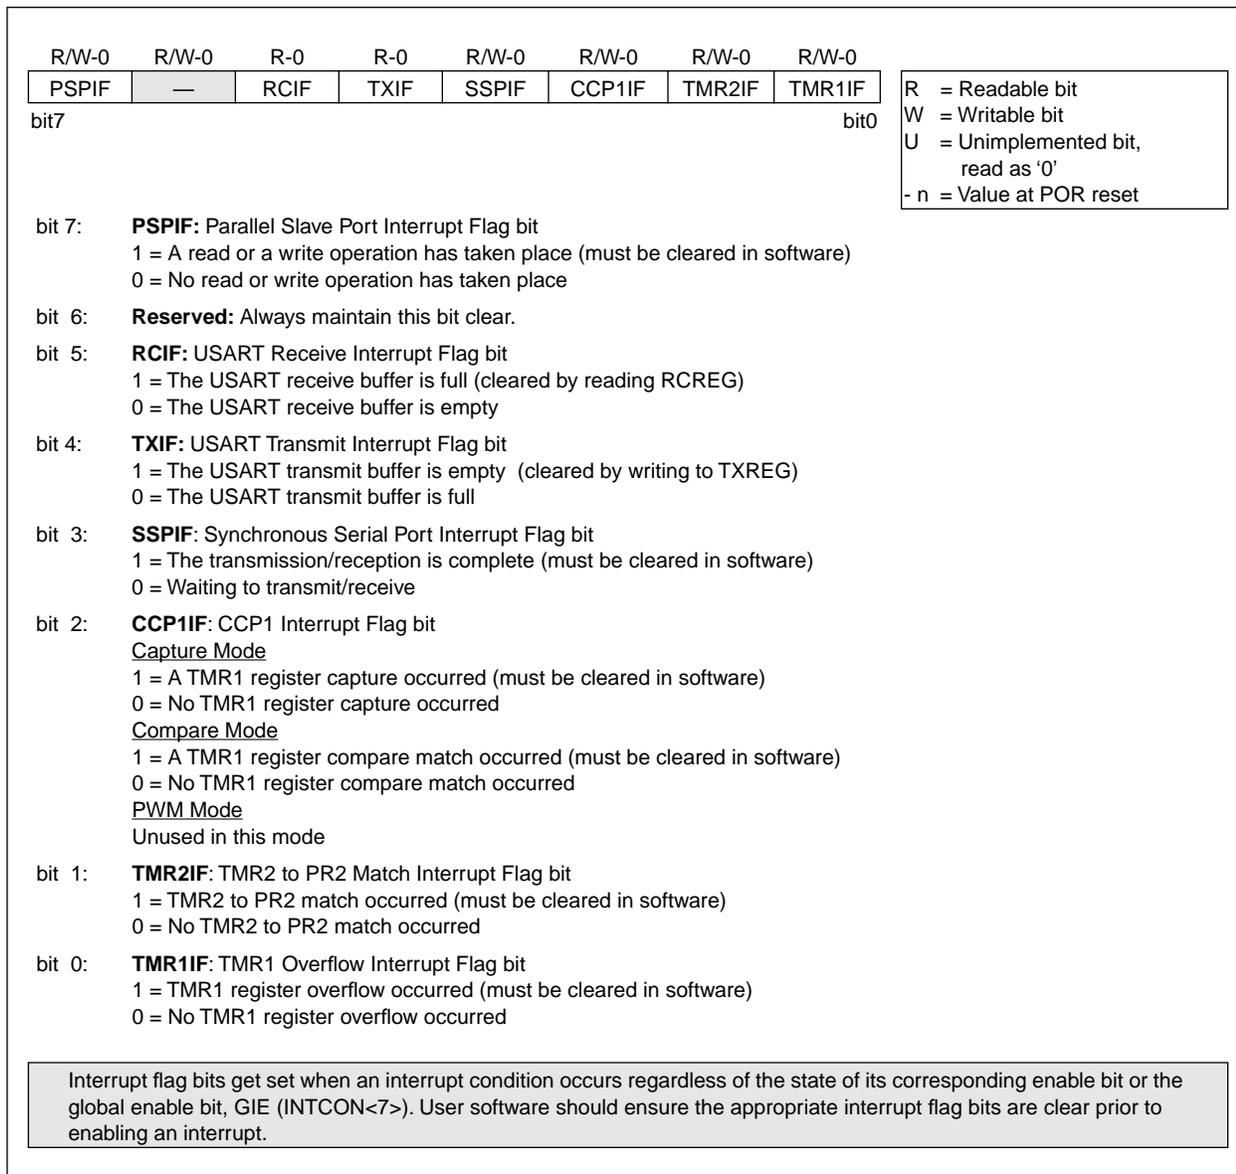 R/W-0 R/W-0 R-0 R-0 R/W-0 R/W-0 R/W-0 R/W-0
PSPIF — RCIF TXIF SSPIF CCP1IF TMR2IF TMR1IF
bit7 bit0
R = Readable bit
W = Writable bit
U = Unimplemented bit,
read as ‘0’
- n = Value at POR reset
bit 7: PSPIF: Parallel Slave Port Interrupt Flag bit
1 = A read or a write operation has taken place (must be cleared in software)
0 = No read or write operation has taken place
bit 6: Reserved: Always maintain this bit clear.
bit 5: RCIF: USART Receive Interrupt Flag bit
1 = The USART receive buffer is full (cleared by reading RCREG)
0 = The USART receive buffer is empty
bit 4: TXIF: USART Transmit Interrupt Flag bit
1 = The USART transmit buffer is empty (cleared by writing to TXREG)
0 = The USART transmit buffer is full
bit 3: SSPIF: Synchronous Serial Port Interrupt Flag bit
1 = The transmission/reception is complete (must be cleared in software)
0 = Waiting to transmit/receive
bit 2: CCP1IF: CCP1 Interrupt Flag bit
Capture Mode
1 = A TMR1 register capture occurred (must be cleared in software)
0 = No TMR1 register capture occurred
Compare Mode
1 = A TMR1 register compare match occurred (must be cleared in software)
0 = No TMR1 register compare match occurred
PWM Mode
Unused in this mode
bit 1: TMR2IF: TMR2 to PR2 Match Interrupt Flag bit
1 = TMR2 to PR2 match occurred (must be cleared in software)
0 = No TMR2 to PR2 match occurred
bit 0: TMR1IF: TMR1 Overflow Interrupt Flag bit
1 = TMR1 register overflow occurred (must be cleared in software)
0 = No TMR1 register overflow occurred
Interrupt flag bits get set when an interrupt condition occurs regardless of the state of its corresponding enable bit or the
global enable bit, GIE (INTCON<7>). User software should ensure the appropriate interrupt flag bits are clear prior to
enabling an interrupt.